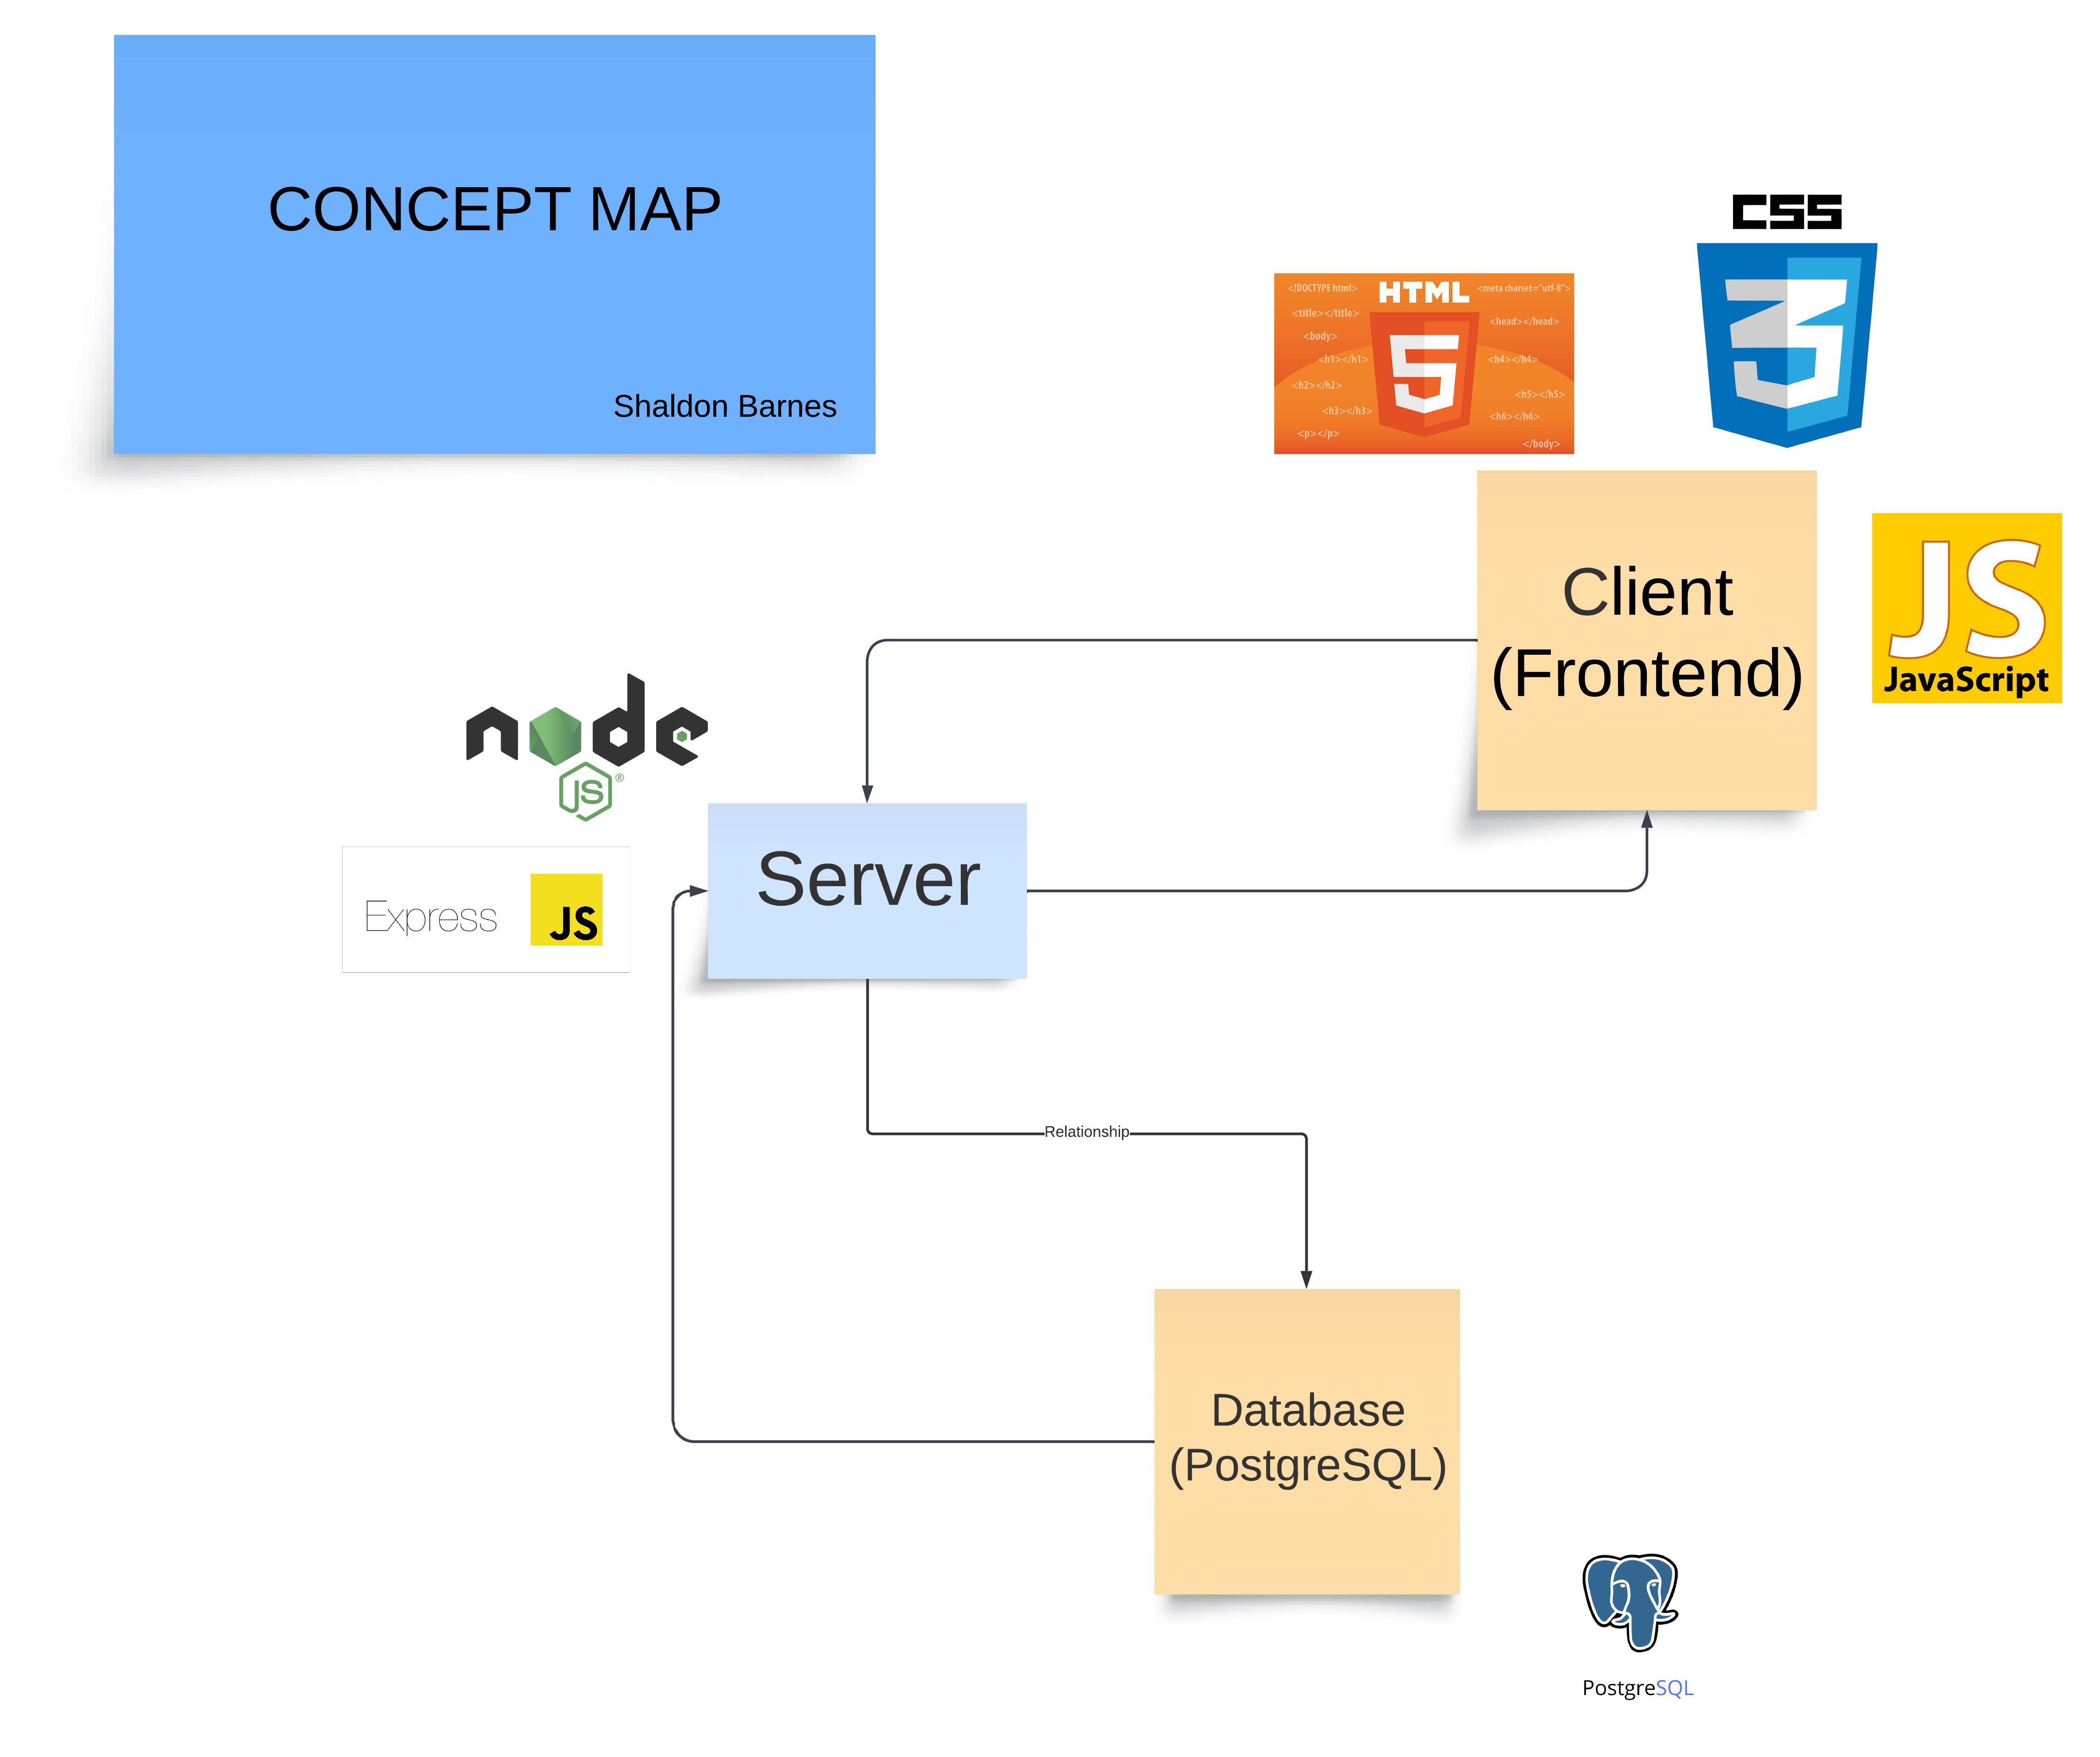 CONCEPT MAP
Shaldon Barnes
CSS
3
HTML
5
<!DOCTYPE html>
<meta charset="utf-8">
<title></title>
<head></head>
<body>
<h1></h1>
<h4></h4>
<h2></h2>
<h5></h5>
<h3></h3>
<h6></h6>
<p></p>
</body>
Client
(Frontend)
JS
JavaScript
node
JS®
Express JS
Server
Relationship
Database
(PostgreSQL)
PostgreSQL